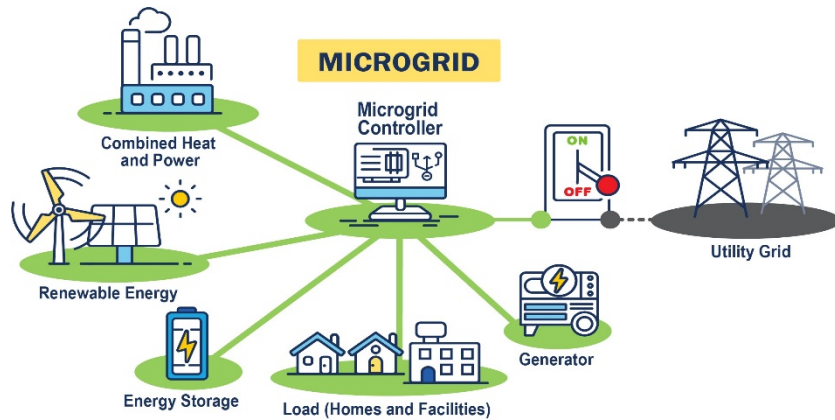 MICROGRID
Microgrid
Controller
Combined Heat
and Power
ON
OFF
Utility Grid
Renewable Energy
Generator
Energy Storage
Load (Homes and Facilities)